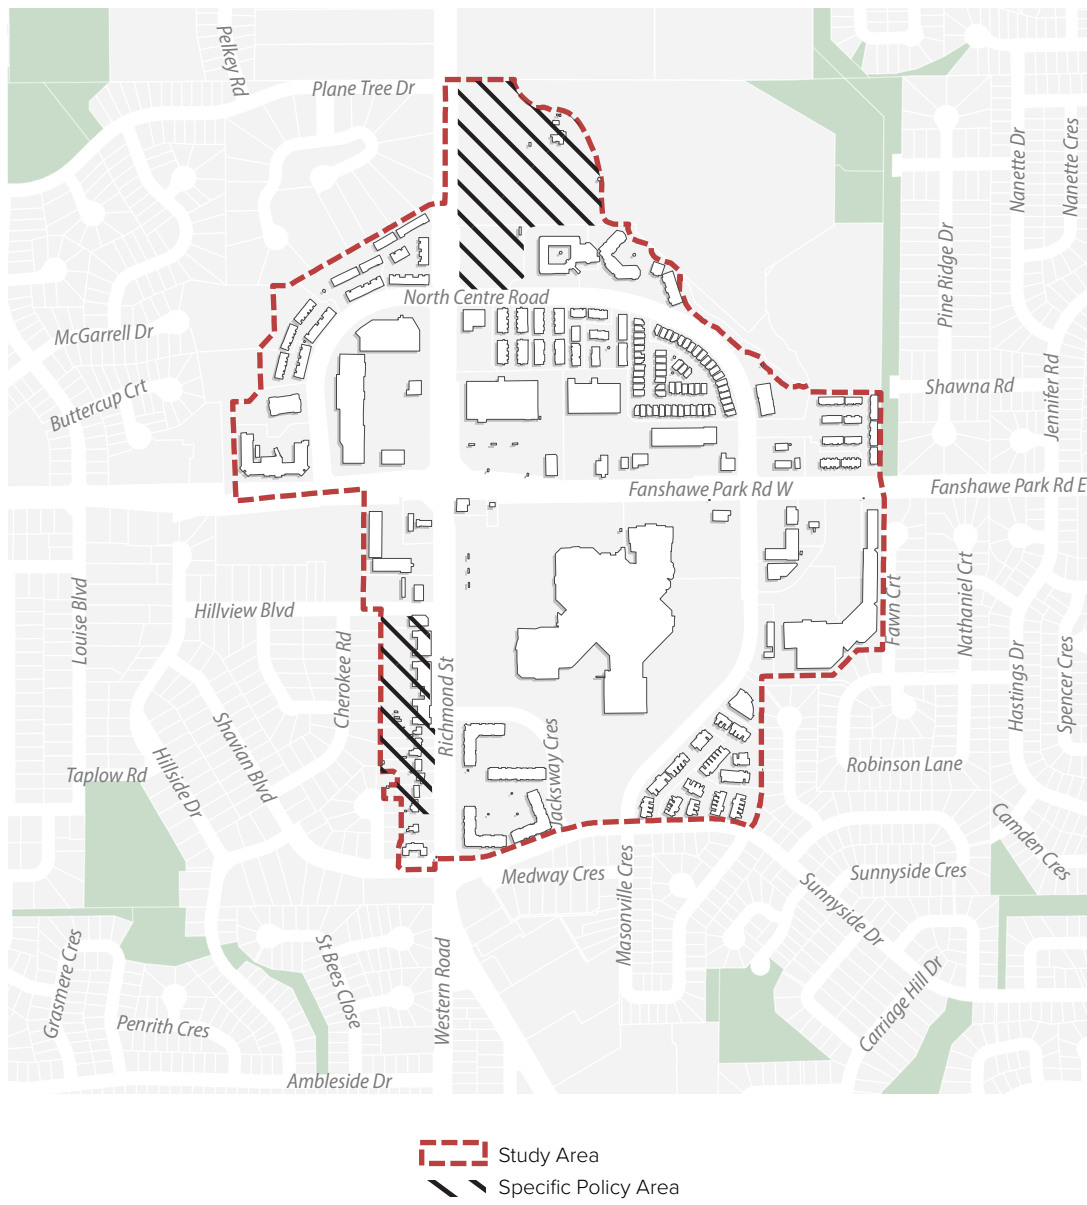 Pelkey Rd
Plane Tree Dr
Nanette Dr
Nanette Cres
Pine Ridge Dr
North Centre Road
McGarrell Dr
Buttercup Crt
Shawna Rd
Jennifer Rd
Fanshawe Park Rd W
Fanshawe Park Rd E
Louise Blvd
Hillview Blvd
Cherokee Rd
Richmond St
Fawn Crt
Nathaniel Crt
Hastings Dr
Spencer Cres
Shavian Blvd
Hillside Dr
Taplow Rd
Jacksway Cres
Robinson Lane
Camden Cres
Medway Cres
Masonville Cres
Sunnyside Cres
Sunnyside Dr
Grasmere Cres
Penrith Cres
St Bees Close
Western Road
Carriage Hill Dr
Ambleside Dr
Study Area
Specific Policy Area